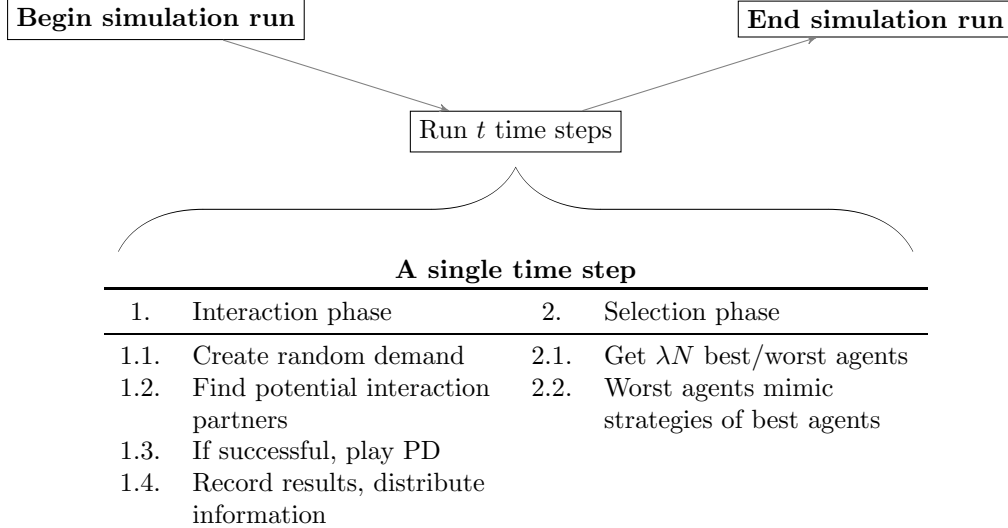 Begin simulation run
End simulation run
Run t time steps
A single time step
1. Interaction phase 2. Selection phase
1.1. Create random demand 2.1. Get λN best/worst agents
1.2. Find potential interaction 2.2. Worst agents mimic
partners strategies of best agents
1.3. If successful, play PD
1.4. Record results, distribute
information